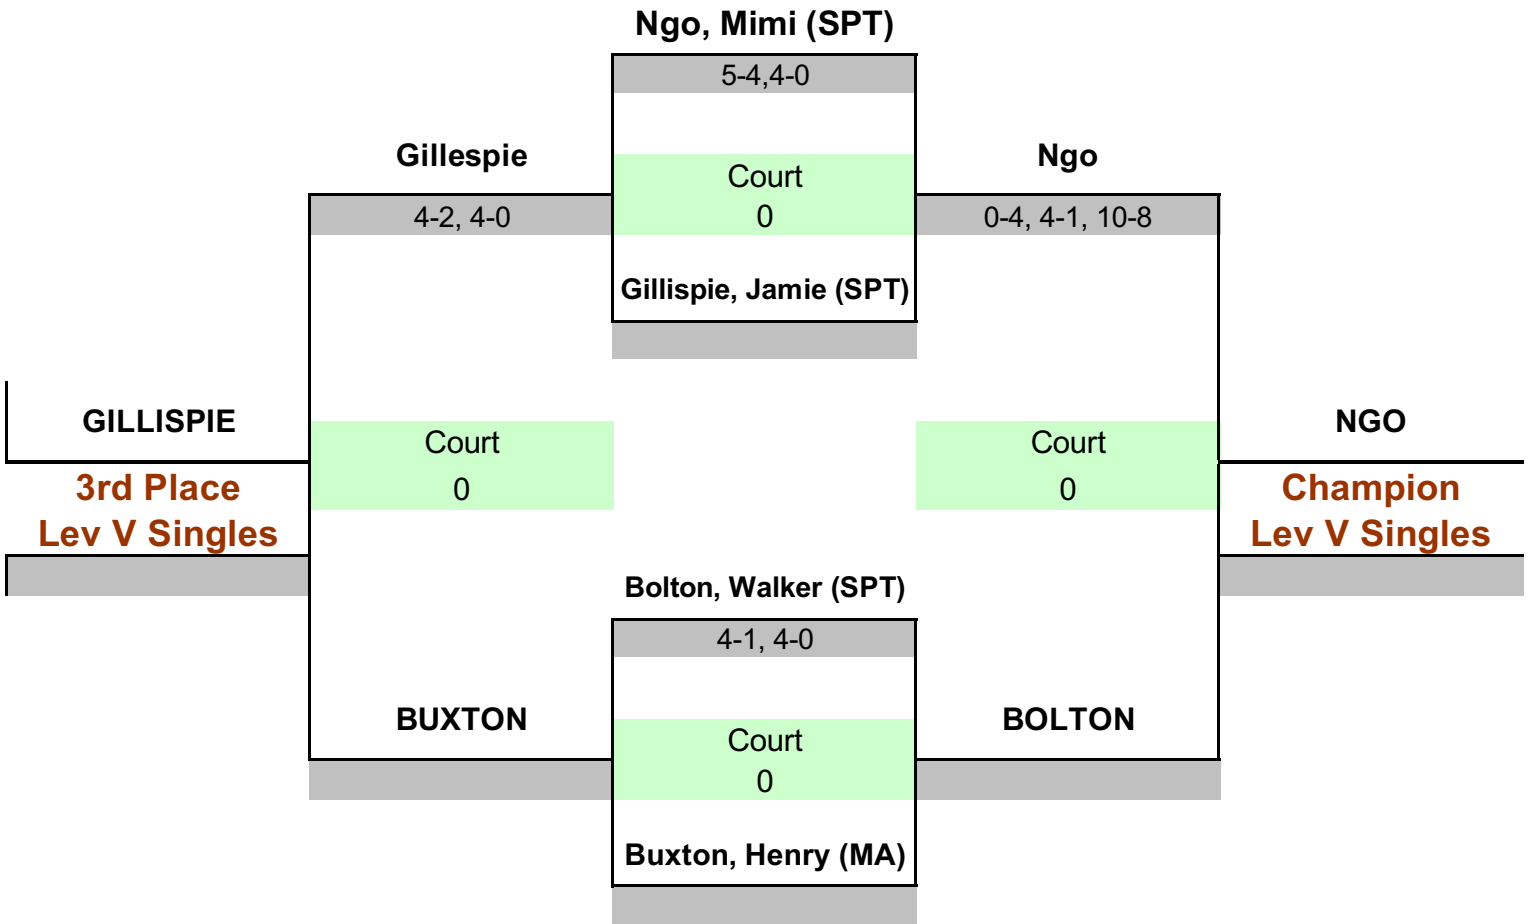 Ngo, Mimi (SPT)
5-4,4-0
Gillespie
Court
Ngo
4-2, 4-0
0
0-4, 4-1, 10-8
Gillispie, Jamie (SPT)
GILLISPIE
Court
Court
NGO
3rd Place
0
0
Champion
Lev V Singles
Lev V Singles
Bolton, Walker (SPT)
4-1, 4-0
BUXTON
Court
BOLTON
0
Buxton, Henry (MA)